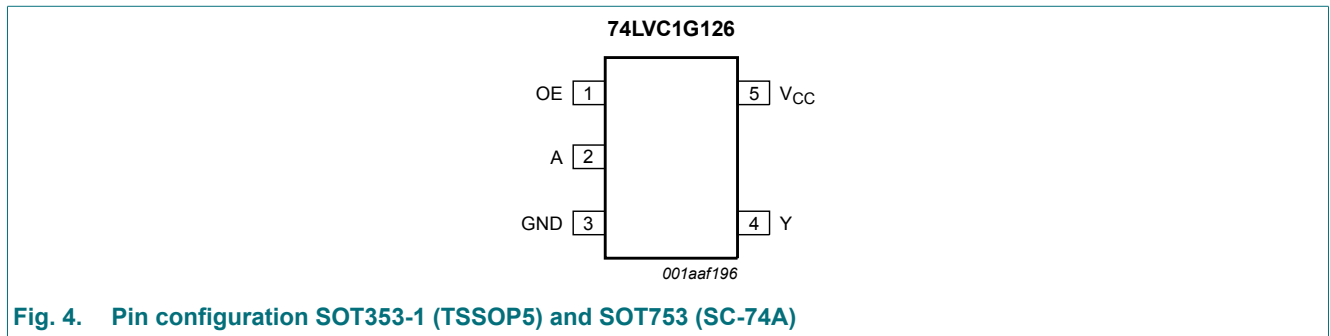 74LVC1G126
OE 1 5 VCC
A 2
GND 3 4 Y
001aaf196
Fig. 4. Pin configuration SOT353-1 (TSSOP5) and SOT753 (SC-74A)